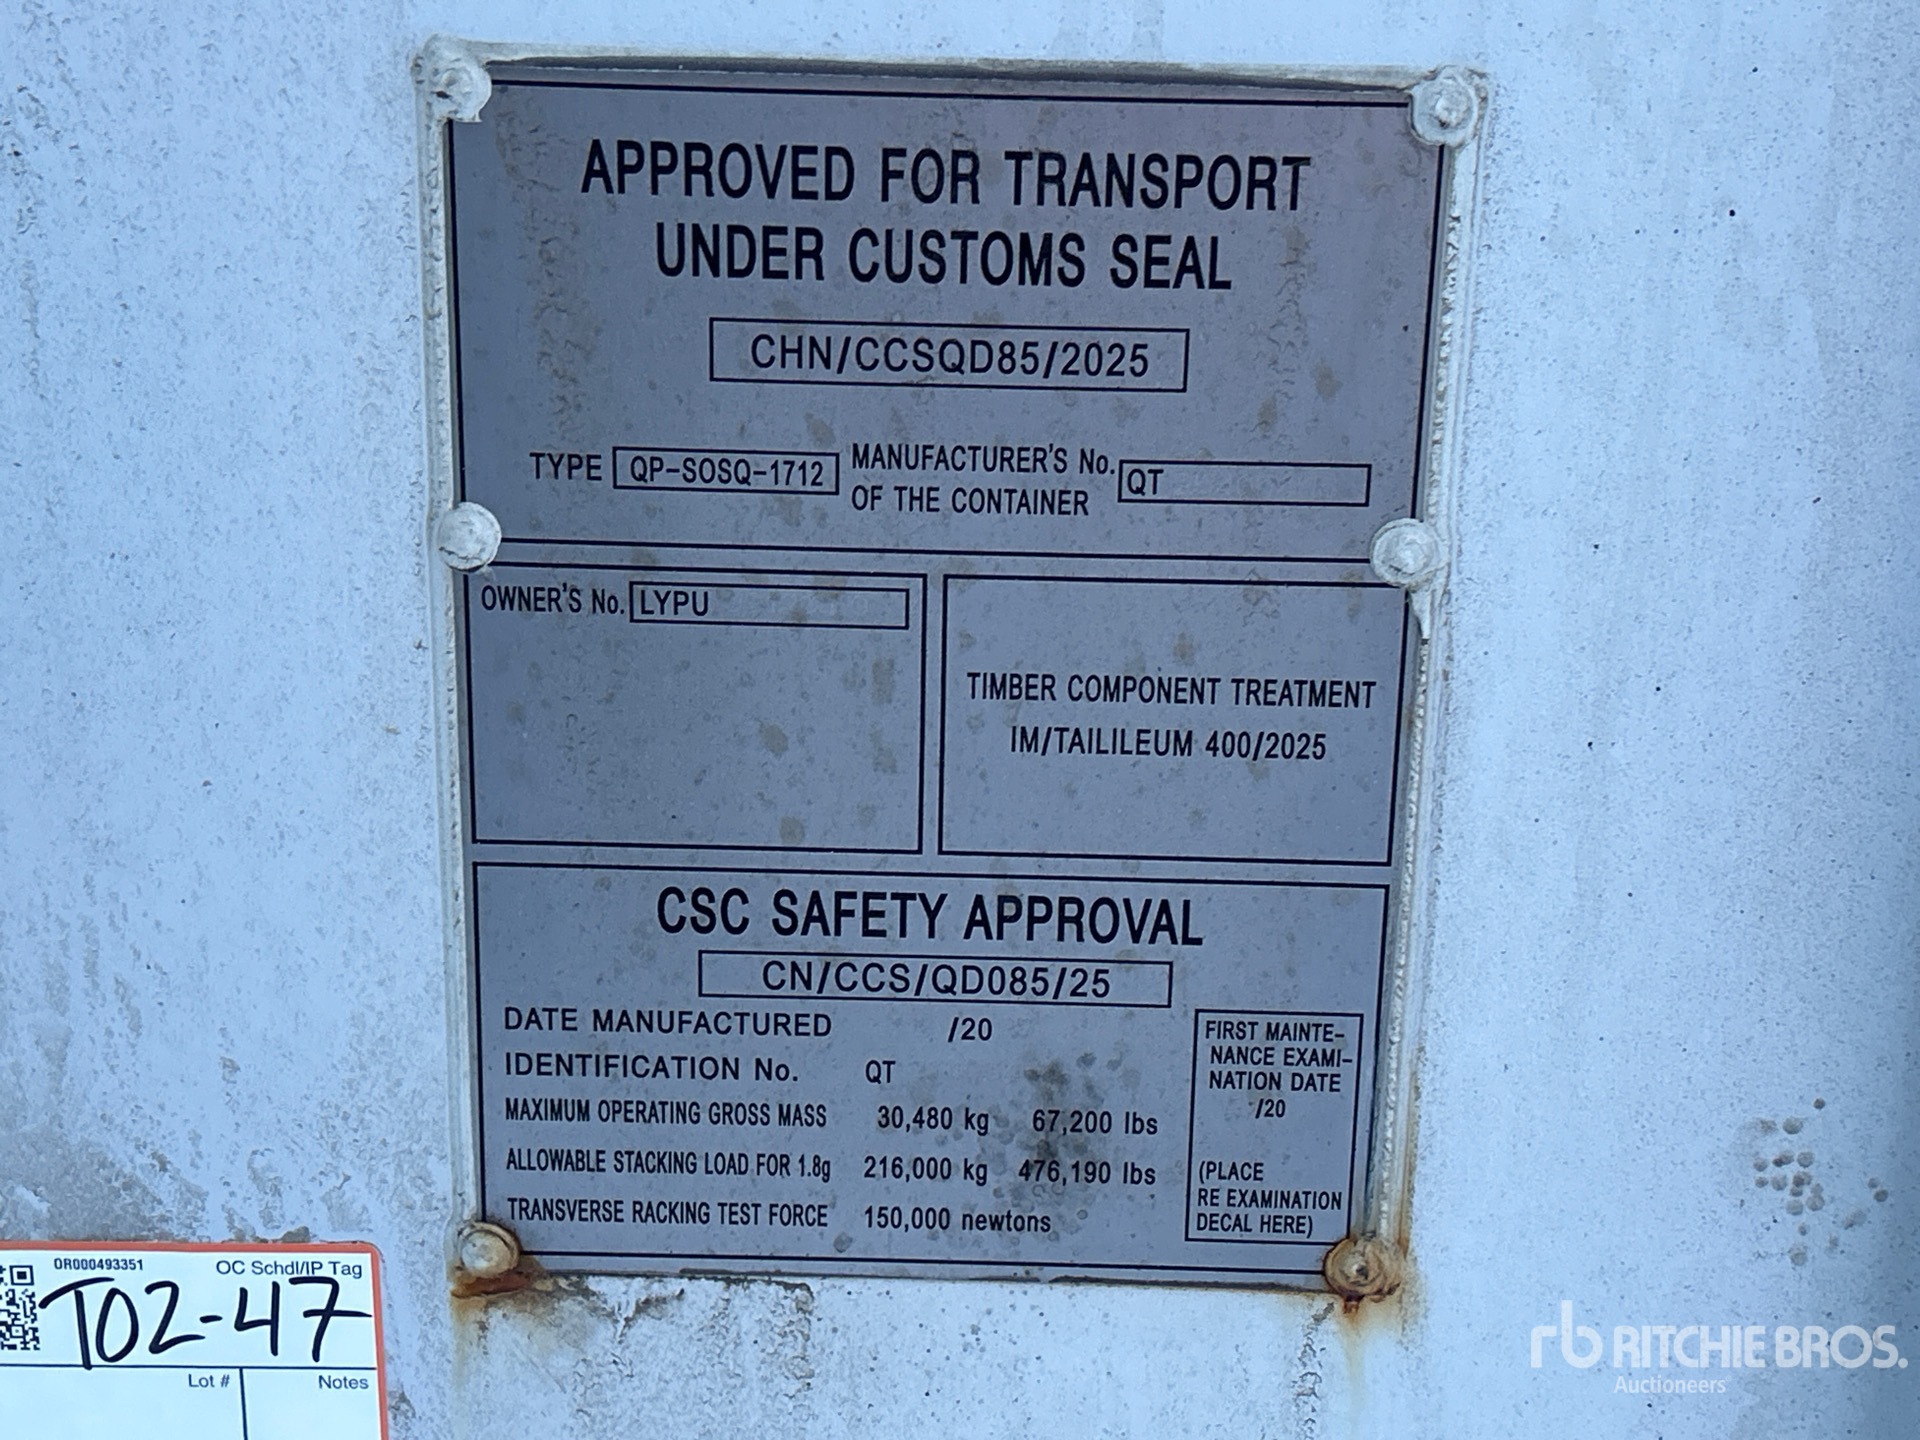 APPROVED FOR TRANSPORT
UNDER CUSTOMS SEAL
CHN/CCSQD85/2025
TYPE QP-SOSQ-1712
MANUFACTURER'S No.
OF THE CONTAINER
QT
OWNER'S No. LYPU
TIMBER COMPONENT TREATMENT
IM/TAILILEUM 400/2025
CSC SAFETY APPROVAL
CN/CCS/QD085/25
DATE MANUFACTURED /20
IDENTIFICATION No. QT
MAXIMUM OPERATING GROSS MASS 30,480 kg 67,200 lbs
ALLOWABLE STACKING LOAD FOR 1.8g 216,000 kg 476,190 lbs
TRANSVERSE RACKING TEST FORCE 150,000 newtons
FIRST MAINTE-
NANCE EXAMI-
NATION DATE
/20
(PLACE
RE EXAMINATION
DECAL HERE)
OR000493351
OC Schdl/IP Tag
T02-47
Lot #
Notes
rb RITCHIE BROS.
Auctioneers